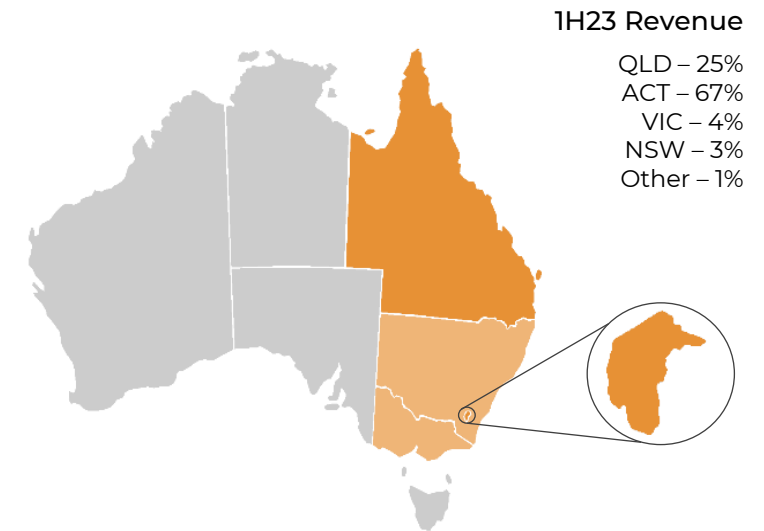 1H23 Revenue
QLD – 25%
ACT – 67%
VIC – 4%
NSW – 3%
Other – 1%